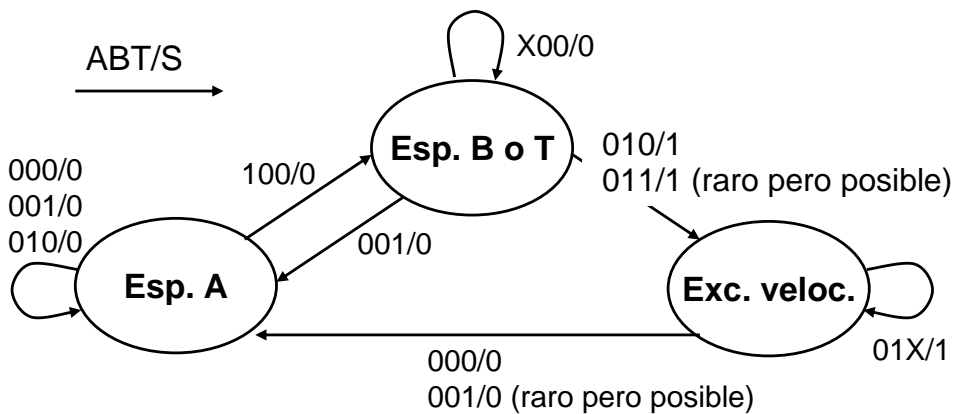 ABT/S
X00/0
Esp. B o T
010/1
011/1 (raro pero posible)
000/0
001/0
010/0
100/0
001/0
Esp. A
Exc. veloc.
01X/1
000/0
001/0 (raro pero posible)